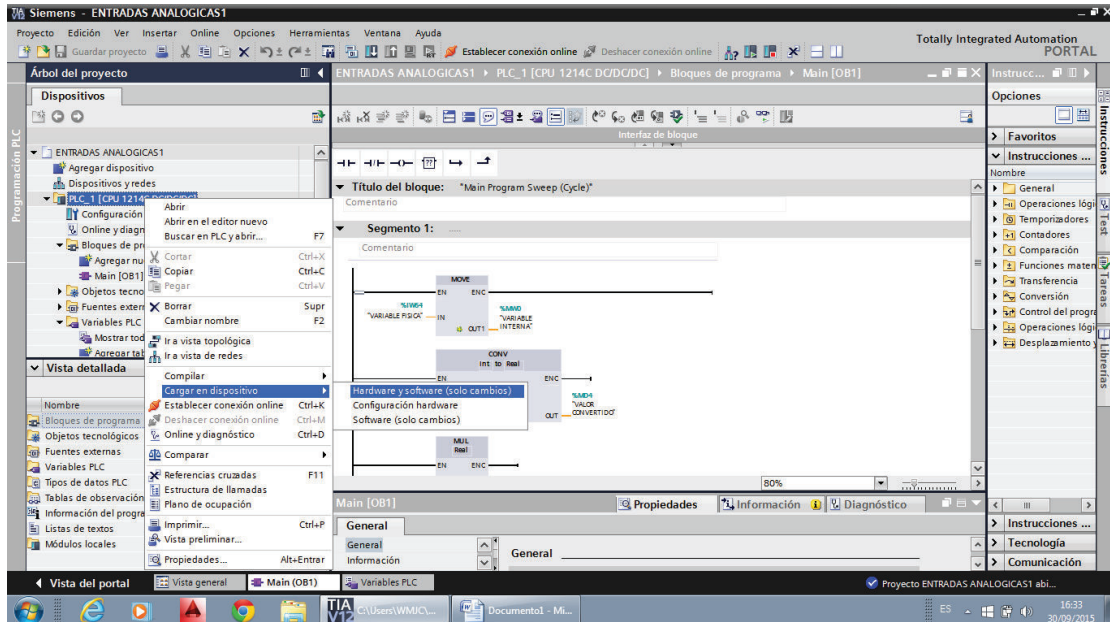 Siemens - ENTRADAS ANALOGICAS1
Proyecto Edición Ver Insertar Online Opciones Herramientas Ventana Ayuda
Totally Integrated Automation
PORTAL
Guardar proyecto
Establecer conexión online
Deshacer conexión online
Árbol del proyecto
ENTRADAS ANALOGICAS1 PLC_1 [CPU 1214C DC/DC/DC] Bloques de programa Main [OB1]
Instrucc...
Dispositivos
Opciones
Interfaz de bloque
Programación PLC
ENTRADAS ANALOGICAS1
Agregar dispositivo
Dispositivos y redes
PLC_1 [CPU 1214C DC/DC/DC]
Configuración
Online y diagn
Bloques de pr
Agregar nu
Main [OB1]
Objetos tecno
Fuentes exter
Variables PLC
Mostrar tod
Agregar tab
Vista detallada
Nombre
Bloques de programa
Objetos tecnológicos
Fuentes externas
Variables PLC
Tipos de datos PLC
Tablas de observación
Información del progra
Listas de textos
Módulos locales
Abrir
Abrir en el editor nuevo
Buscar en PLC y abrir... F7
Cortar Ctrl+X
Copiar Ctrl+C
Pegar Ctrl+V
Borrar Supr
Cambiar nombre F2
Ir a vista topológica
Ir a vista de redes
Compilar
Cargar en dispositivo
Establecer conexión online Ctrl+K
Deshacer conexión online Ctrl+M
Online y diagnóstico Ctrl+D
Comparar
Referencias cruzadas F11
Estructura de llamadas
Plano de ocupación
Imprimir... Ctrl+P
Vista preliminar...
Propiedades... Alt+Entrar
Hardware y software (solo cambios)
Configuración hardware
Software (solo cambios)
Título del bloque: "Main Program Sweep (Cycle)"
Comentario
Segmento 1: .....
Comentario
MOVE
EN ENO
%IW64
"VARIABLE FISICA" IN
%MW0
"VARIABLE
INTERNA"
OUT1
CONV
Int to Real
EN ENO
%MD4
"VALOR
CONVERTIDO"
OUT
MUL
Real
EN ENO
80%
Main [OB1]
Propiedades
Información
Diagnóstico
General
General
Información
General
Favoritos
Instrucciones ...
Nombre
General
Operaciones lógi
Temporizadores
Contadores
Comparación
Funciones matem
Transferencia
Conversión
Control del progra
Operaciones lógi
Desplazamiento y
Instrucciones ...
Tecnología
Comunicación
Instrucciones
Test
Tareas
Librerías
Vista del portal
Vista general
Main (OB1)
Variables PLC
Proyecto ENTRADAS ANALOGICAS1 abi...
TIA V12
C:\Users\WMJC\...
Documento1 - Mi...
ES
16:33
30/09/2015